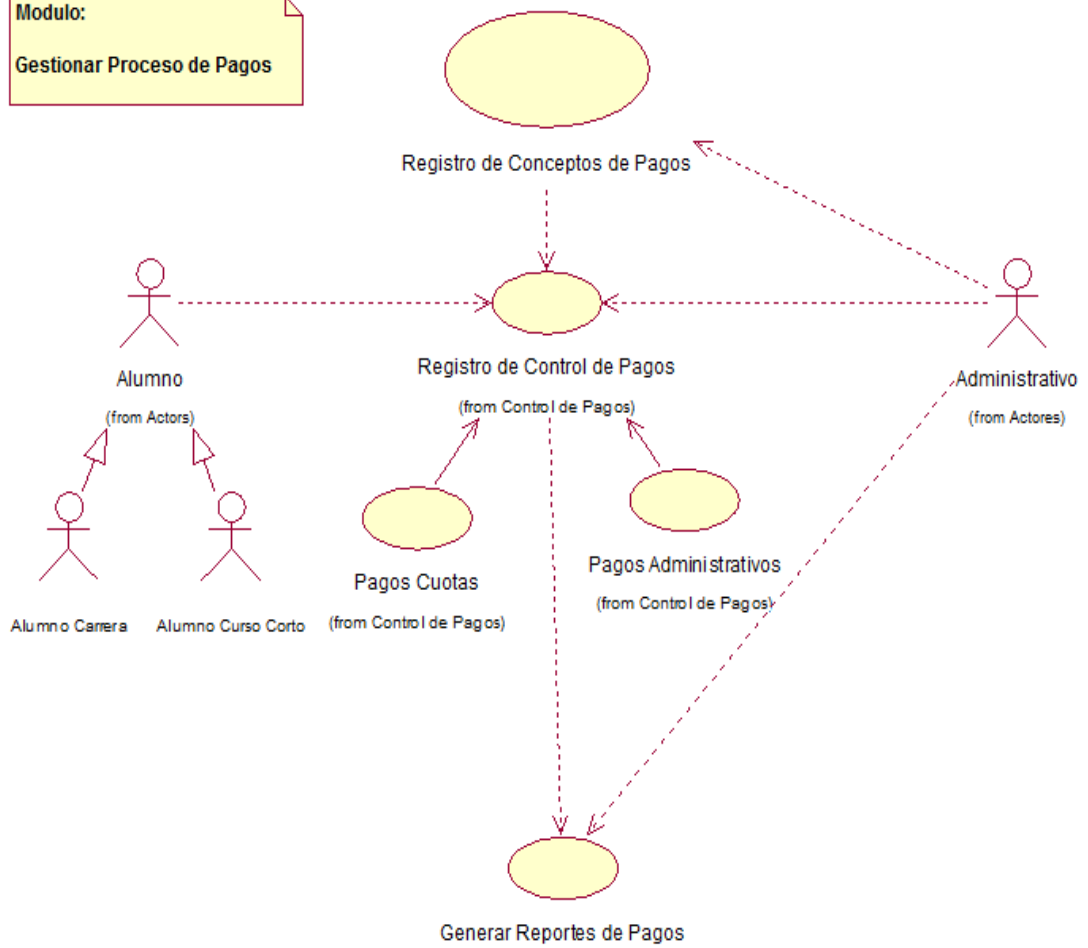 Modulo:
Gestionar Proceso de Pagos
Registro de Conceptos de Pagos
Alumno
(from Actors)
Registro de Control de Pagos
(from Control de Pagos)
Administrativo
(from Actores)
Alumno Carrera
Alumno Curso Corto
Pagos Cuotas
(from Control de Pagos)
Pagos Administrativos
(from Control de Pagos)
Generar Reportes de Pagos